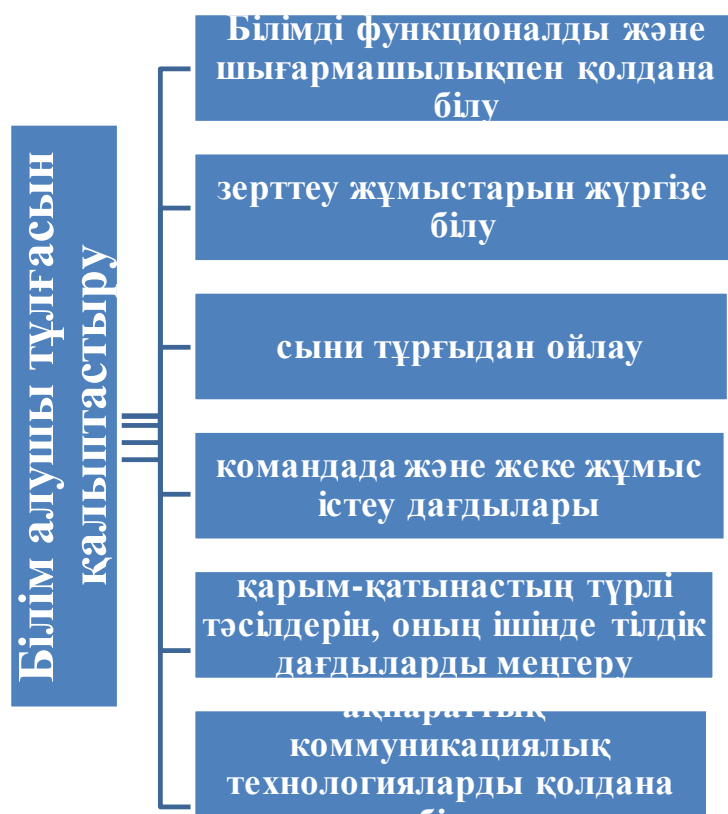 Білім алушы тұлғасын
қалыптастыру
Білімді функционалды және
шығармашылықпен қолдана
білу
зерттеу жұмыстарын жүргізе
білу
сыни тұрғыдан ойлау
командада және жеке жұмыс
істеу дағдылары
қарым-қатынастың түрлі
тәсілдерін, оның ішінде тілдік
дағдыларды меңгеру
ақпараттық
коммуникациялық
технологияларды қолдана